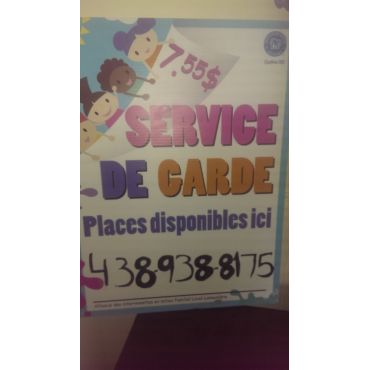 7.55$
SERVICE
DE GARDE
Places disponibles ici
438-938-8175